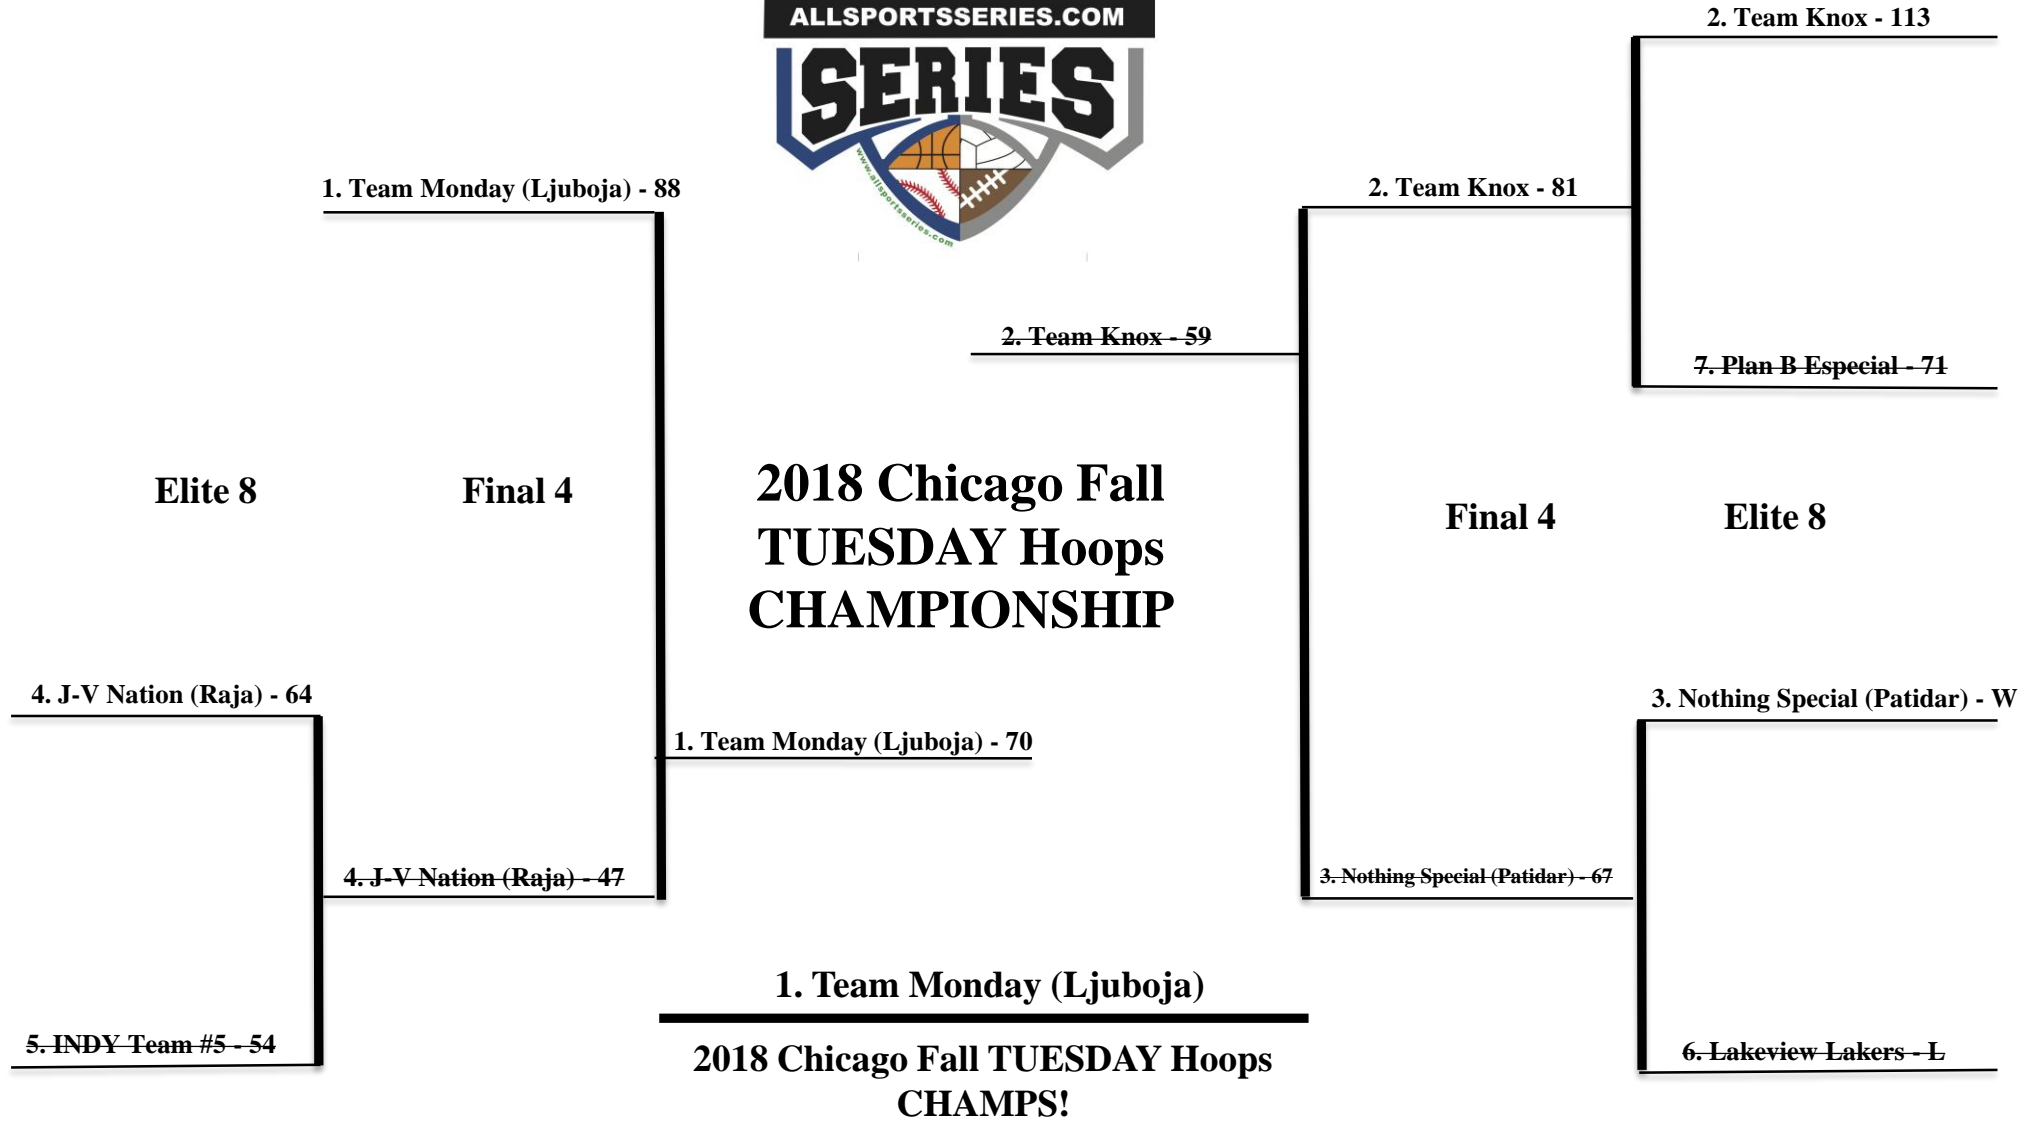 ALLSPORTSSERIES.COM
SERIES
www.allsportsseries.com
2. Team Knox - 113
1. Team Monday (Ljuboja) - 88
2. Team Knox - 81
2. Team Knox - 59
7. Plan B Especial - 71
Elite 8
Final 4
2018 Chicago Fall
TUESDAY Hoops
CHAMPIONSHIP
Final 4
Elite 8
4. J-V Nation (Raja) - 64
3. Nothing Special (Patidar) - W
1. Team Monday (Ljuboja) - 70
4. J-V Nation (Raja) - 47
3. Nothing Special (Patidar) - 67
1. Team Monday (Ljuboja)
5. INDY Team #5 - 54
6. Lakeview Lakers - L
2018 Chicago Fall TUESDAY Hoops
CHAMPS!